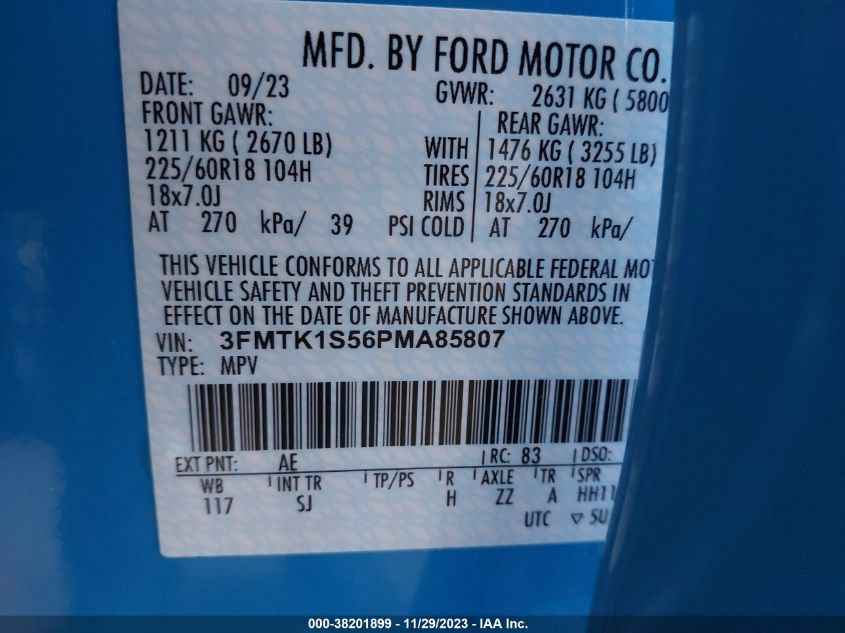 MFD. BY FORD MOTOR CO.
DATE: 09/23 GVWR: 2631 KG ( 5800
FRONT GAWR: REAR GAWR:
1211 KG ( 2670 LB) WITH 1476 KG ( 3255 LB)
225/60R18 104H TIRES 225/60R18 104H
18x7.0J RIMS 18x7.0J
AT 270 kPa/ 39 PSI COLD AT 270 kPa/
THIS VEHICLE CONFORMS TO ALL APPLICABLE FEDERAL MOT
VEHICLE SAFETY AND THEFT PREVENTION STANDARDS IN
EFFECT ON THE DATE OF MANUFACTURE SHOWN ABOVE.
VIN: 3FMTK1S56PMA85807
TYPE: MPV
EXT PNT: AE RC: 83 DSO:
WB INT TR TP/PS R AXLE TR SPR
117 SJ H ZZ A HH11
UTC ▽ SU
000-38201899 • 11/29/2023 - IAA Inc.